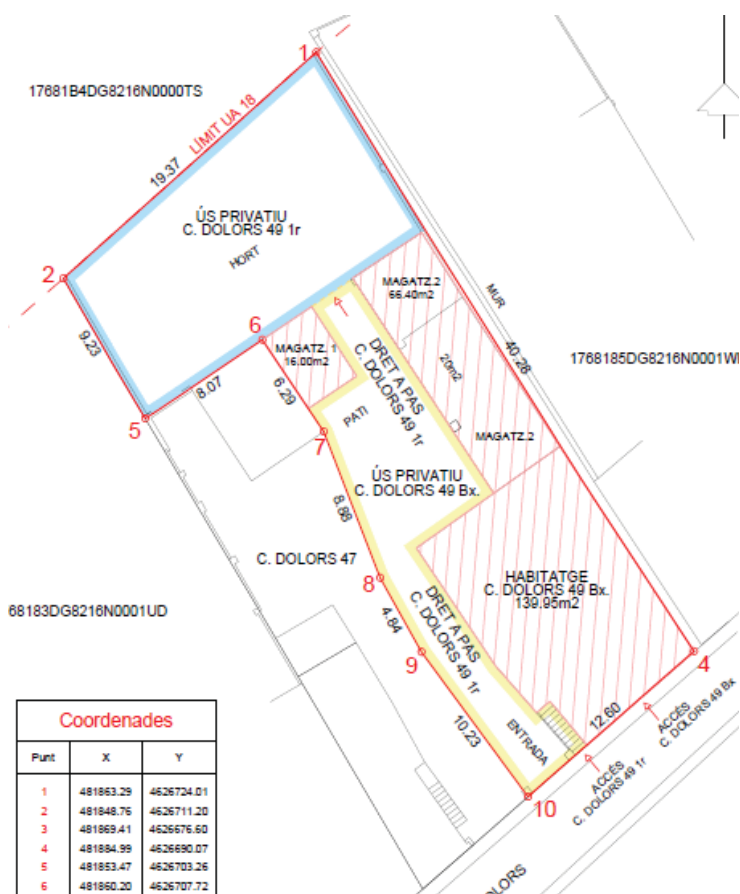 1
17681B4DG8216N0000TS
LÍMIT UA 18
19.37
ÚS PRIVATIU
C. DOLORS 49 1r
HORT
2
MAGATZ.2
66.40m2
MUR
6
9.23
MAGATZ. 1
16.00m2
DRET A PAS
C. DOLORS 49 1r
20m2
40.28
1768185DG8216N0001W
8.07
6.29
5
7
PATI
MAGATZ.2
ÚS PRIVATIU
C. DOLORS 49 Bx.
8.88
C. DOLORS 47
8
HABITATGE
C. DOLORS 49 Bx.
139.95m2
68183DG8216N0001UD
4.84
DRET A PAS
C. DOLORS 49 1r
9
4
10.23
ENTRADA
12.60
ACCÉS
C. DOLORS 49 Bx
ACCÉS
C. DOLORS 49 1r
10
OLORS
Coordenades
Punt X Y
1 481863.29 4626724.01
2 481848.76 4626711.20
3 481869.41 4626676.60
4 481884.99 4626690.07
5 481853.47 4626703.26
6 481860.20 4626707.72